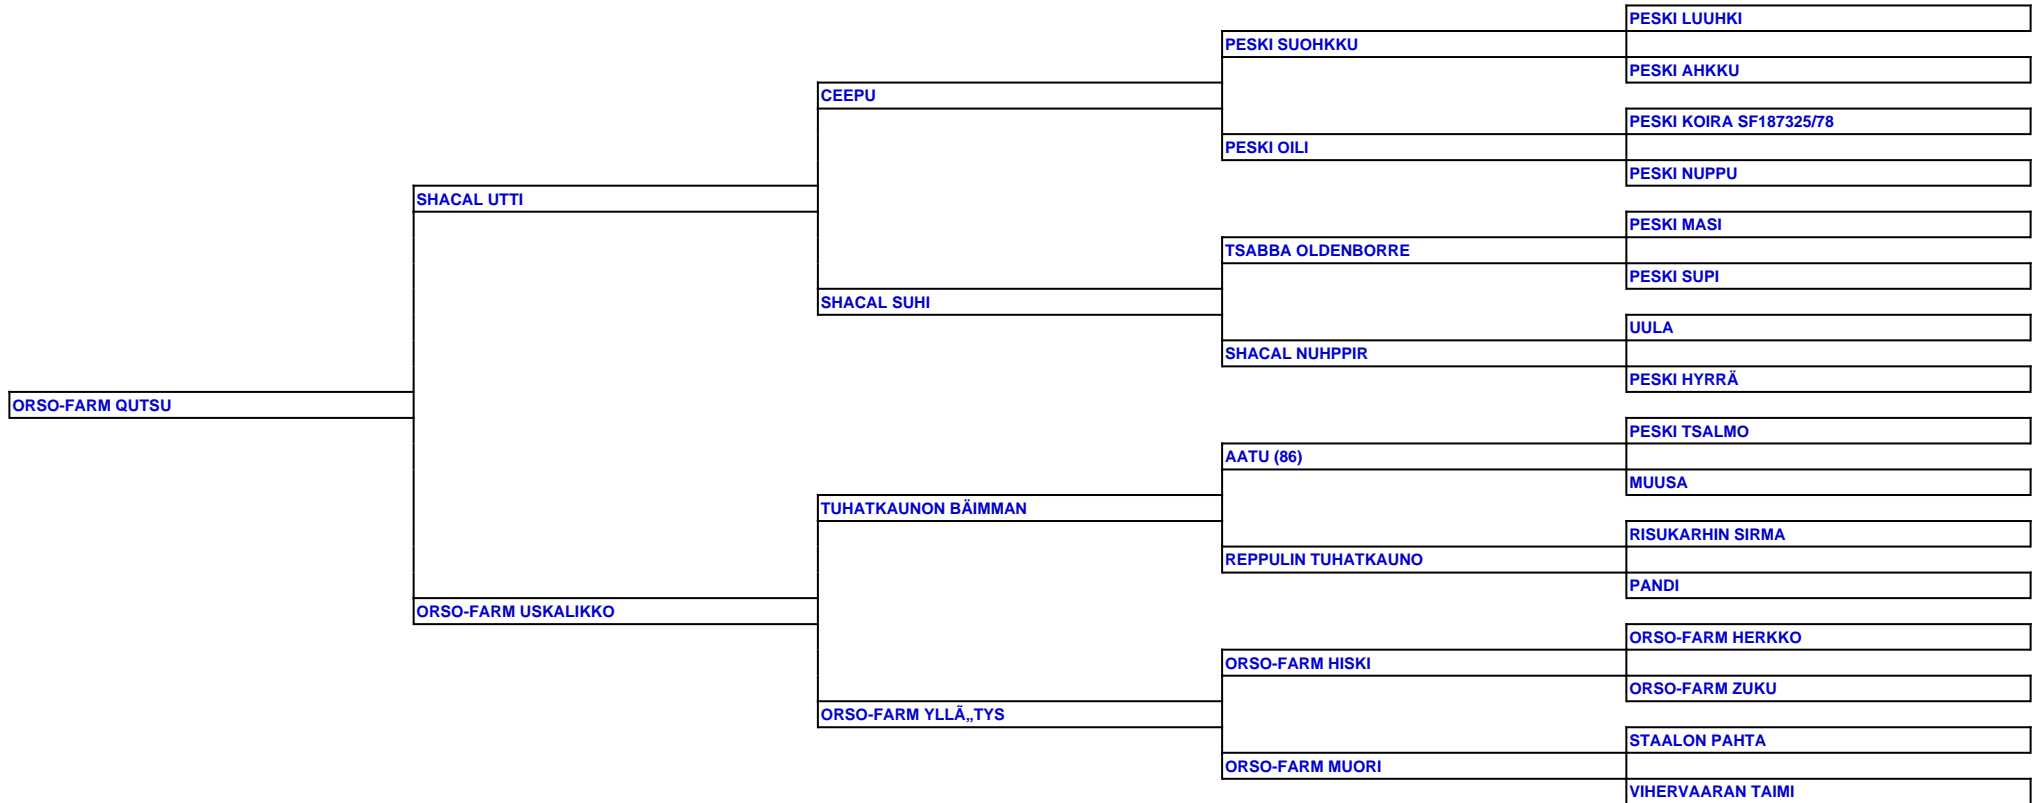 PESKI LUUHKI
PESKI SUOHKKU
PESKI AHKKU
CEEPU
PESKI KOIRA SF187325/78
PESKI OILI
PESKI NUPPU
SHACAL UTTI
PESKI MASI
TSABBA OLDENBORRE
PESKI SUPI
SHACAL SUHI
UULA
SHACAL NUHPPIR
PESKI HYRRÄ
ORSO-FARM QUTSU
PESKI TSALMO
AATU (86)
MUUSA
TUHATKAUNON BÄIMMAN
RISUKARHIN SIRMA
REPPULIN TUHATKAUNO
PANDI
ORSO-FARM USKALIKKO
ORSO-FARM HERKKO
ORSO-FARM HISKI
ORSO-FARM ZUKU
ORSO-FARM YLLÃ„TYS
STAALON PAHTA
ORSO-FARM MUORI
VIHERVAARAN TAIMI